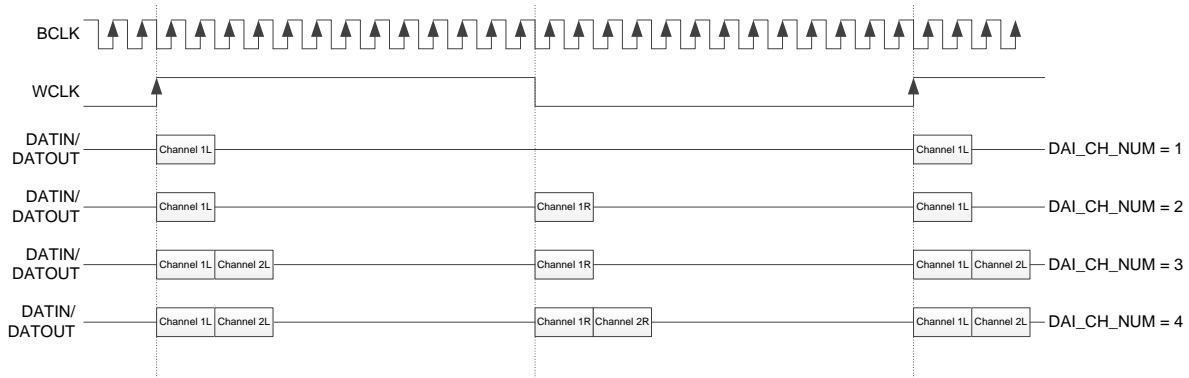 BCLK
WCLK
DATIN/
DATOUT
Channel 1L
Channel 1L
DAI_CH_NUM = 1
DATIN/
DATOUT
Channel 1L
Channel 1R
Channel 1L
DAI_CH_NUM = 2
DATIN/
DATOUT
Channel 1L
Channel 2L
Channel 1R
Channel 1L
Channel 2L
DAI_CH_NUM = 3
DATIN/
DATOUT
Channel 1L
Channel 2L
Channel 1R
Channel 2R
Channel 1L
Channel 2L
DAI_CH_NUM = 4